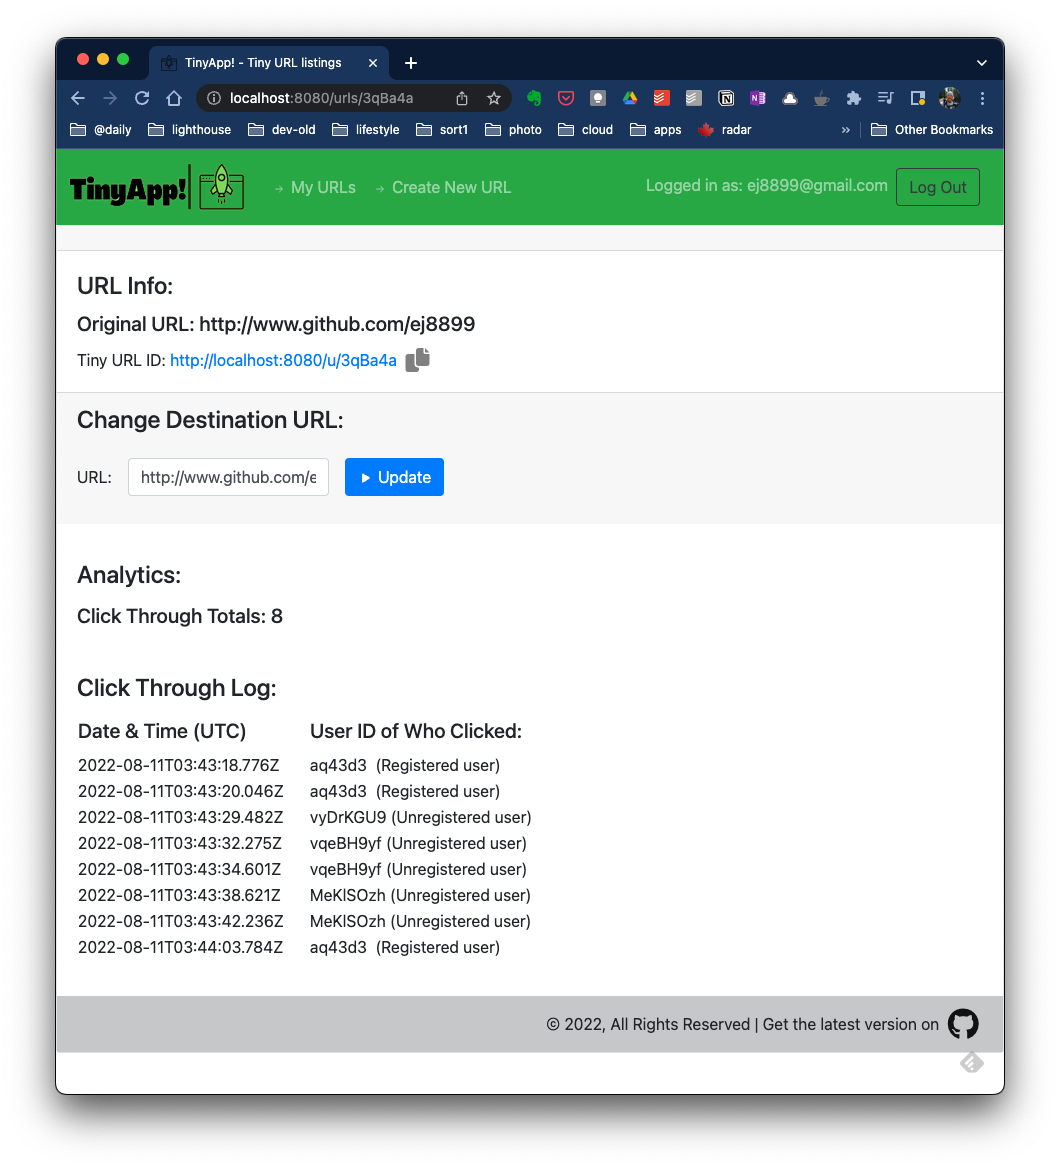 TinyApp! - Tiny URL listings
localhost:8080/urls/3qBa4a
@daily lighthouse dev-old lifestyle sort1 photo cloud apps radar » Other Bookmarks
TinyApp! → My URLs → Create New URL Logged in as: ej8899@gmail.com Log Out
URL Info:
Original URL: http://www.github.com/ej8899
Tiny URL ID: http://localhost:8080/u/3qBa4a
Change Destination URL:
URL: http://www.github.com/e Update
Analytics:
Click Through Totals: 8
Click Through Log:
Date & Time (UTC) User ID of Who Clicked:
2022-08-11T03:43:18.776Z aq43d3 (Registered user)
2022-08-11T03:43:20.046Z aq43d3 (Registered user)
2022-08-11T03:43:29.482Z vyDrKGU9 (Unregistered user)
2022-08-11T03:43:32.275Z vqeBH9yf (Unregistered user)
2022-08-11T03:43:34.601Z vqeBH9yf (Unregistered user)
2022-08-11T03:43:38.621Z MeKlSOzh (Unregistered user)
2022-08-11T03:43:42.236Z MeKlSOzh (Unregistered user)
2022-08-11T03:44:03.784Z aq43d3 (Registered user)
© 2022, All Rights Reserved | Get the latest version on